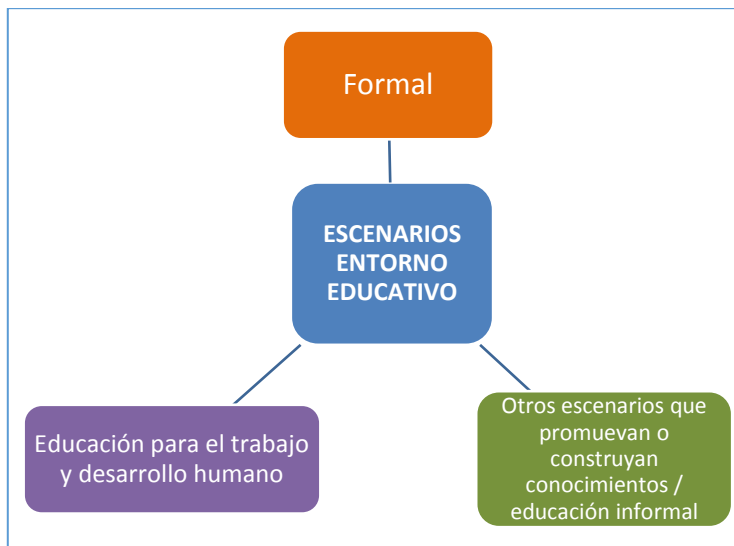 Formal
ESCENARIOS
ENTORNO
EDUCATIVO
Educación para el trabajo
y desarrollo humano
Otros escenarios que
promuevan o
construyan
conocimientos /
educación informal